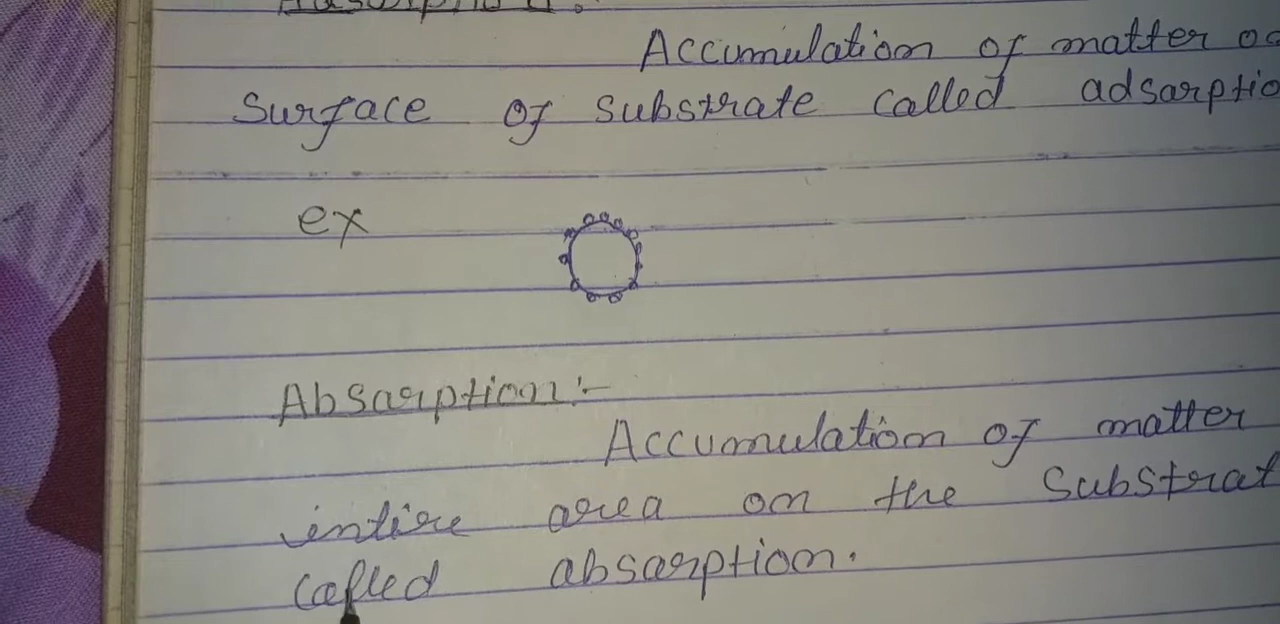 Accumulation of matter
Surface of substrate called adsarptio
ex
Absarption :-
Accumulation of matter
intire area on the Substrat
called absarption.